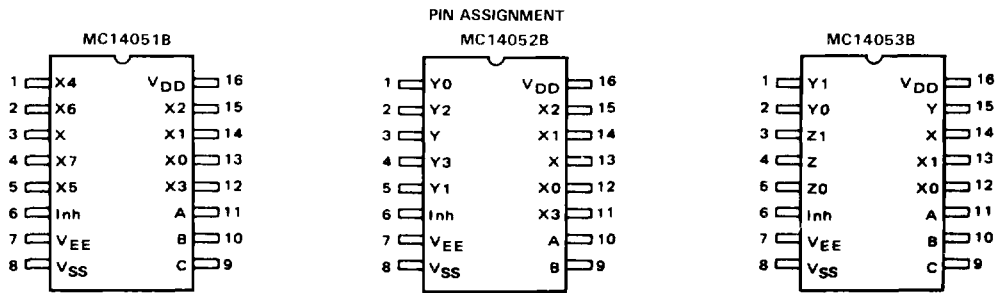 PIN ASSIGNMENT
MC14051B
1 X4 VDD 16
2 X6 X2 15
3 X X1 14
4 X7 X0 13
5 X5 X3 12
6 Inh A 11
7 VEE B 10
8 VSS C 9
MC14052B
1 Y0 VDD 16
2 Y2 X2 15
3 Y X1 14
4 Y3 X 13
5 Y1 X0 12
6 Inh X3 11
7 VEE A 10
8 VSS B 9
MC14053B
1 Y1 VDD 16
2 Y0 Y 15
3 Z1 X 14
4 Z X1 13
5 Z0 X0 12
6 Inh A 11
7 VEE B 10
8 VSS C 9